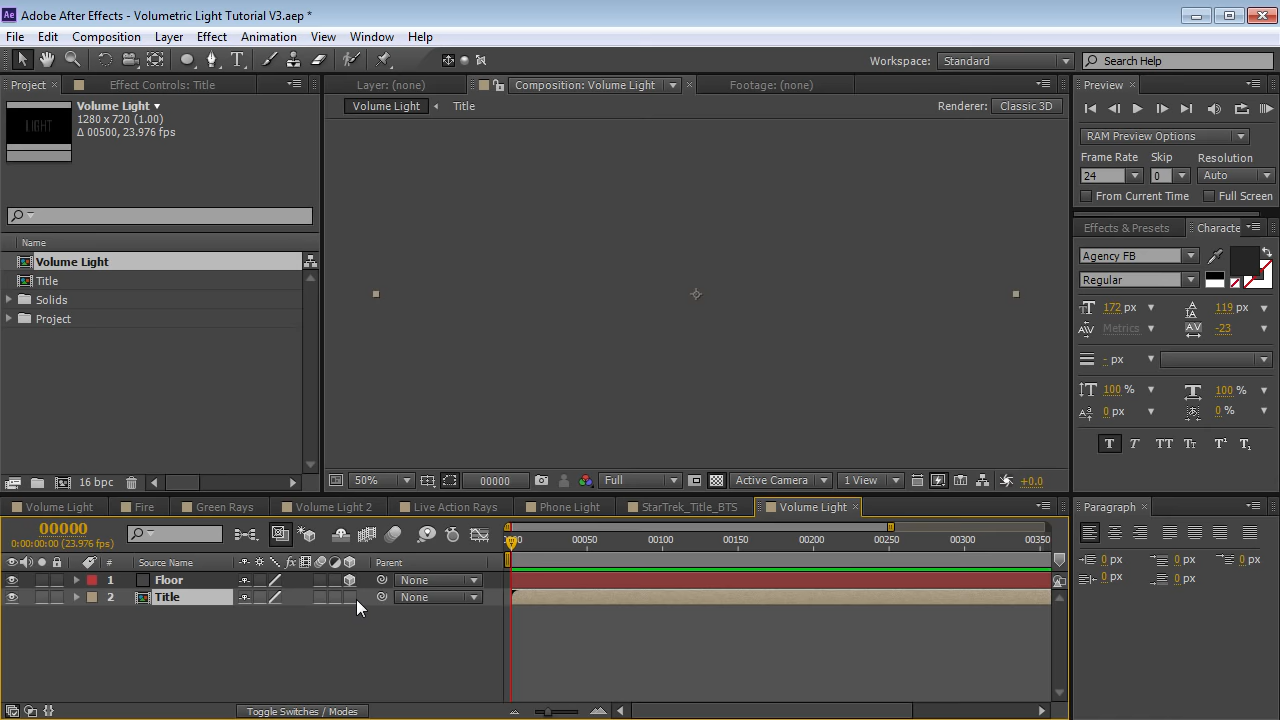 Adobe After Effects - Volumetric Light Tutorial V3.aep *
File Edit Composition Layer Effect Animation View Window Help
Workspace: Standard Search Help
Project Effect Controls: Title Layer: (none) Composition: Volume Light Footage: (none) Preview
Volume Light
1280 x 720 (1.00)
Δ 00500, 23.976 fps
LIGHT
Volume Light Title Renderer: Classic 3D
RAM Preview Options
Frame Rate Skip Resolution
24 0 Auto
From Current Time Full Screen
Name
Volume Light
Title
Solids
Project
Effects & Presets Characte
Agency FB
Regular
172 px 119 px
Metrics -23
- px
100 % 100 %
0 px 0 %
T T TT Tt T¹ T₁
16 bpc 50% 00000 Full Active Camera 1 View +0.0
Volume Light Fire Green Rays Volume Light 2 Live Action Rays Phone Light StarTrek_Title_BTS Volume Light
Paragraph
00000
0:00:00:00 (23.976 fps)
00 00050 00100 00150 00200 00250 00300 00350
# Source Name Parent
1 Floor None
2 Title None
0 px 0 px 0 px
0 px 0 px
Toggle Switches / Modes